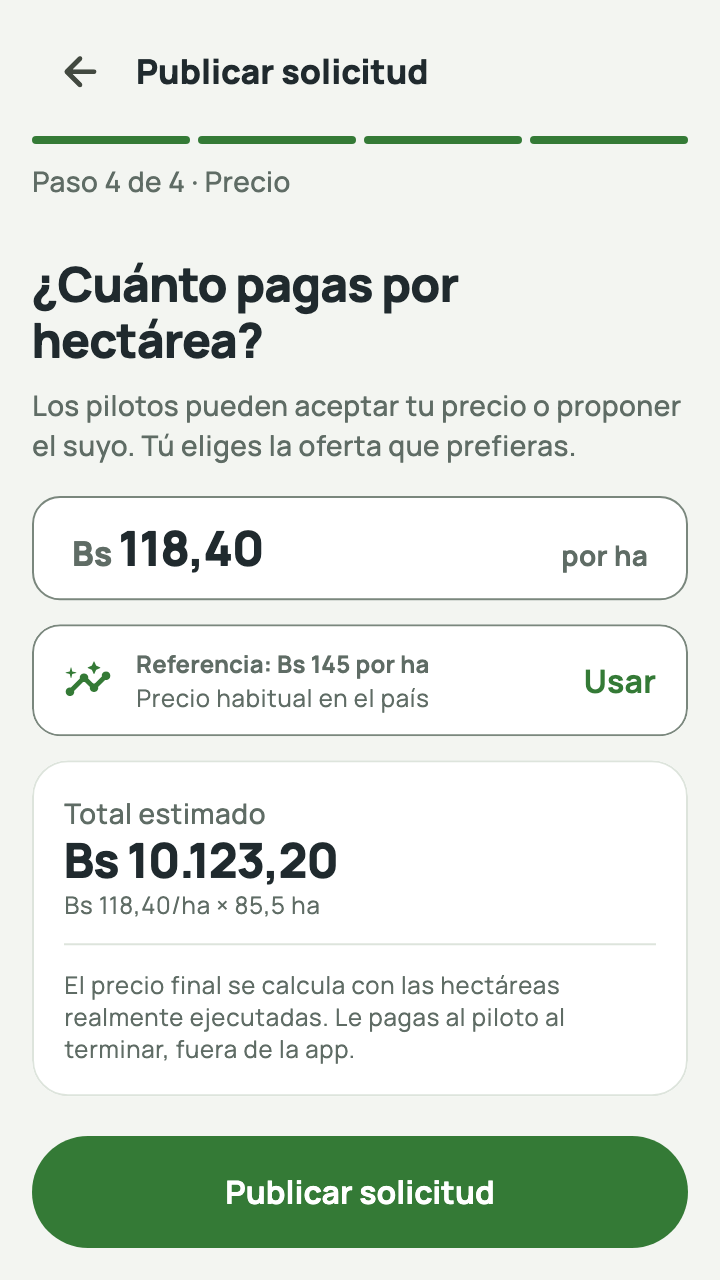 Publicar solicitud
Paso 4 de 4 · Precio
¿Cuánto pagas por
hectárea?
Los pilotos pueden aceptar tu precio o proponer
el suyo. Tú eliges la oferta que prefieras.
Bs 118,40 por ha
Referencia: Bs 145 por ha
Precio habitual en el país
Usar
Total estimado
Bs 10.123,20
Bs 118,40/ha × 85,5 ha
El precio final se calcula con las hectáreas
realmente ejecutadas. Le pagas al piloto al
terminar, fuera de la app.
Publicar solicitud